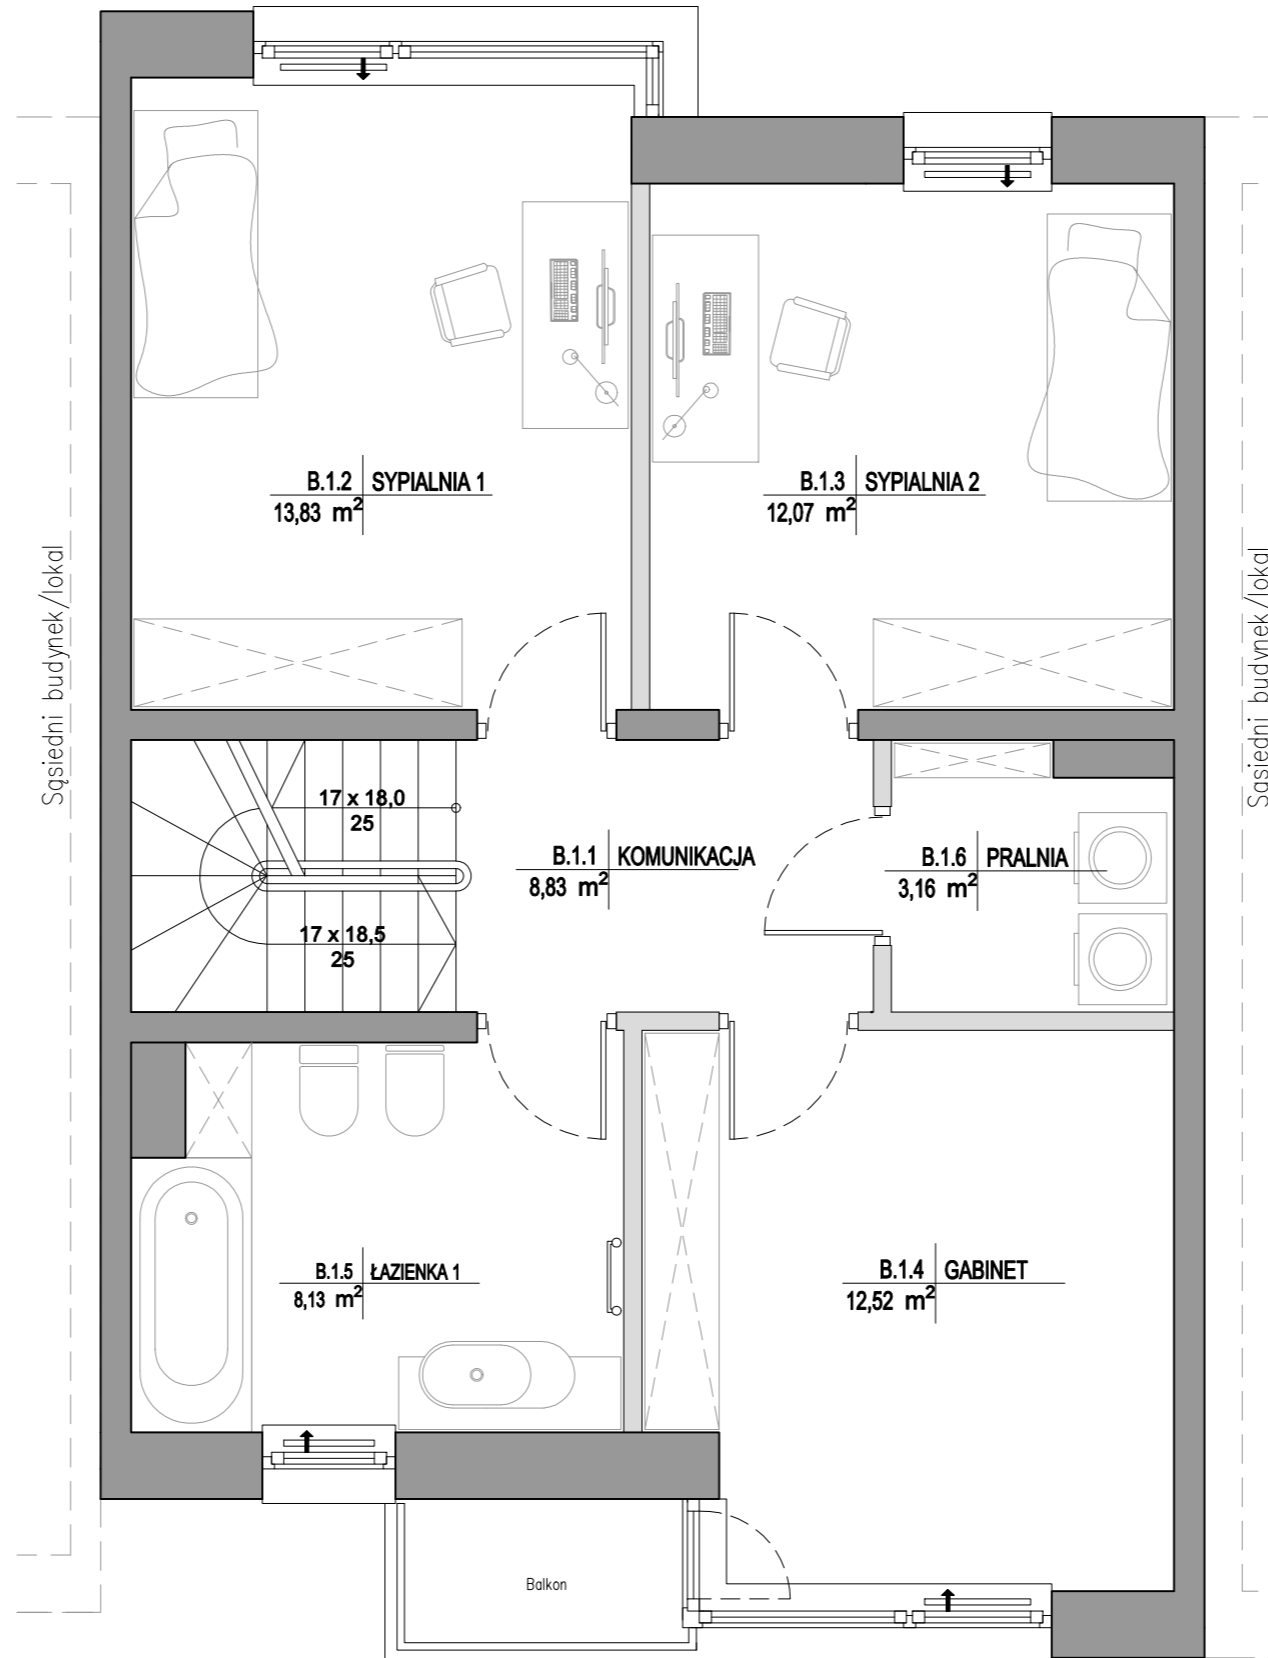 B.1.2 SYPIALNIA 1
13,83 m²
B.1.3 SYPIALNIA 2
12,07 m²
Sąsiedni budynek/lokal
Sąsiedni budynek/lokal
17 x 18,0
25
B.1.1 KOMUNIKACJA
8,83 m²
B.1.6 PRALNIA
3,16 m²
17 x 18,5
25
B.1.5 ŁAZIENKA 1
8,13 m²
B.1.4 GABINET
12,52 m²
Balkon